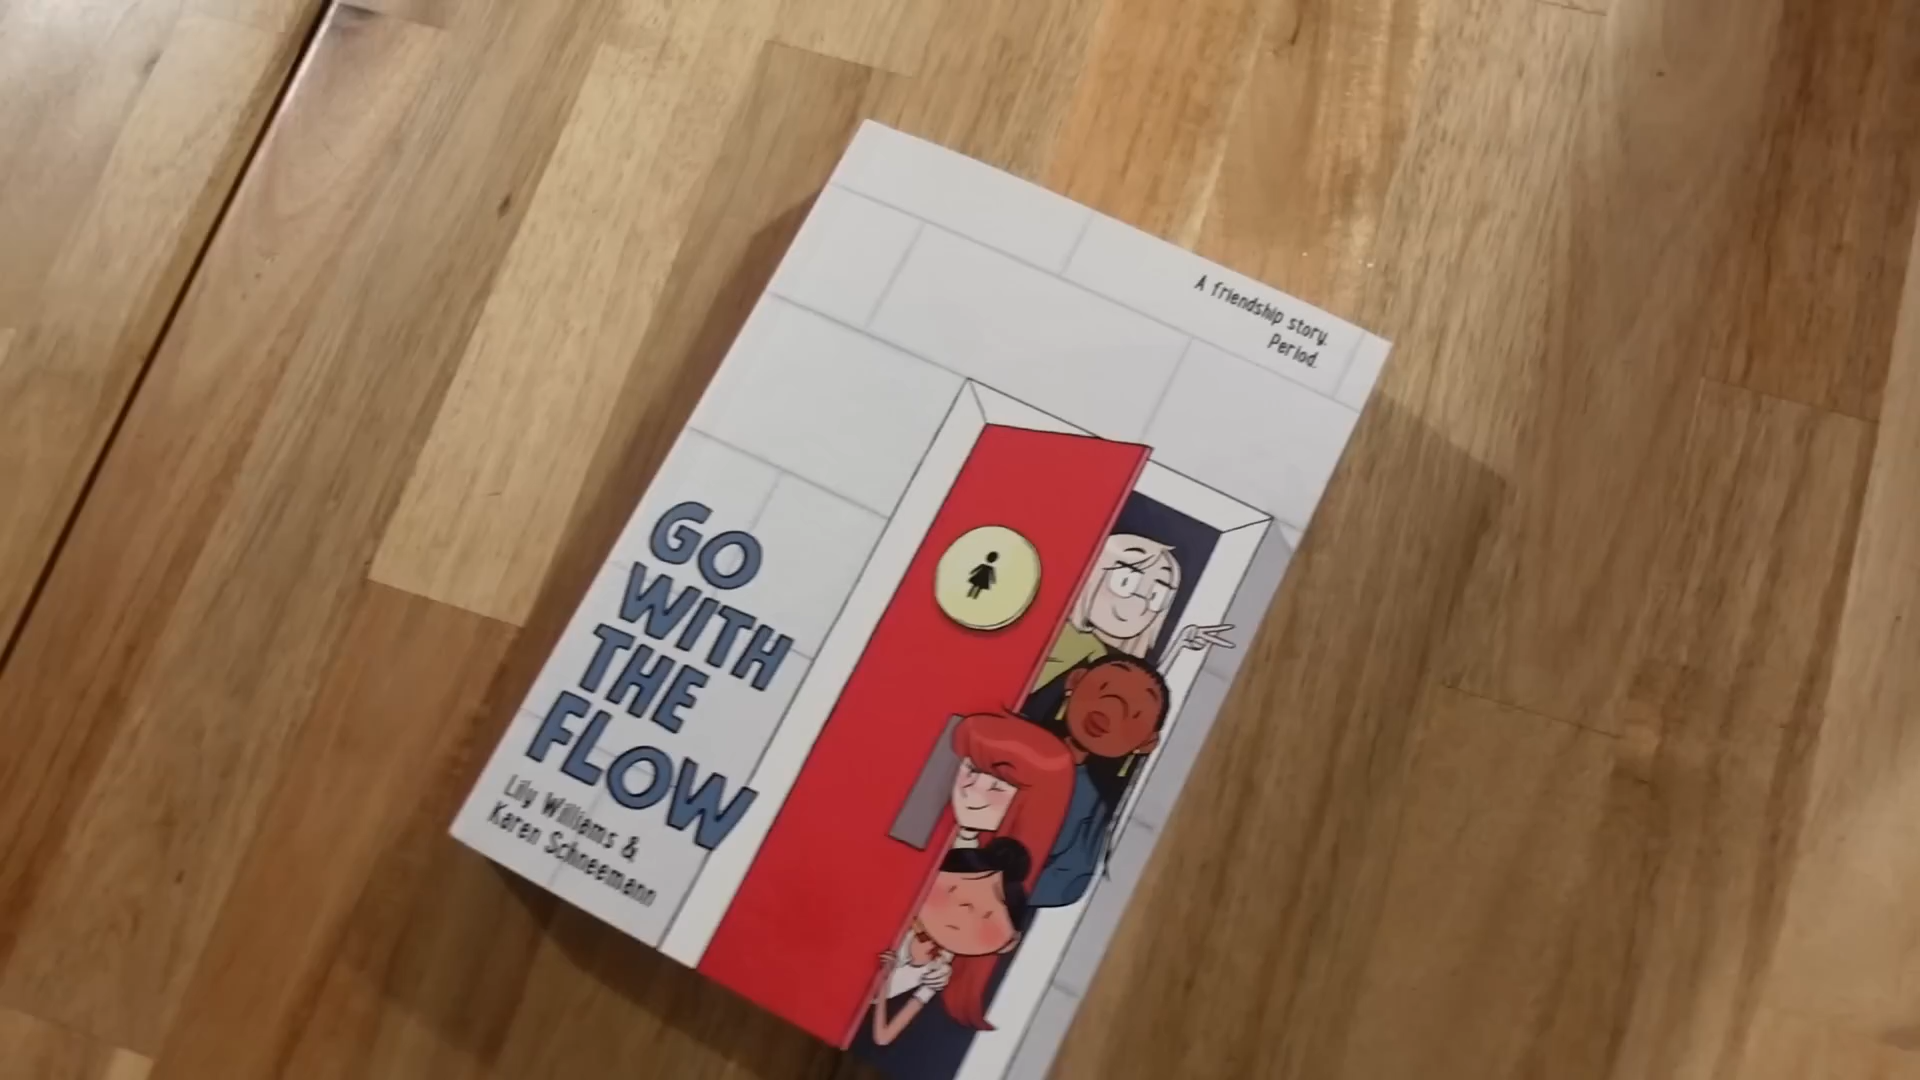 A friendship story.
Period.
GO
WITH
THE
FLOW
Lily Williams &
Karen Schneemann